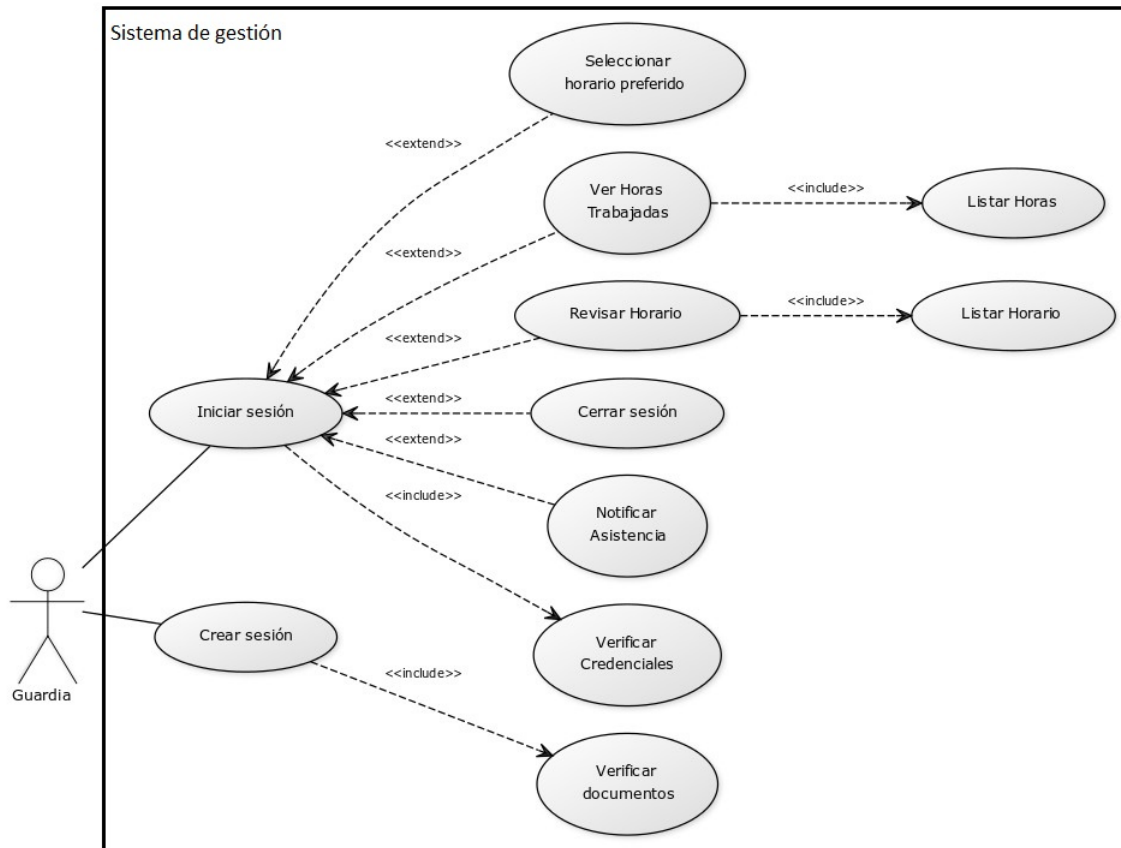 Sistema de gestión
Seleccionar
horario preferido
<<extend>>
Ver Horas
Trabajadas
<<include>>
Listar Horas
<<extend>>
Revisar Horario
<<include>>
Listar Horario
<<extend>>
Iniciar sesión
<<extend>>
Cerrar sesión
<<extend>>
Notificar
Asistencia
<<include>>
Crear sesión
Verificar
Credenciales
<<include>>
Guardia
Verificar
documentos